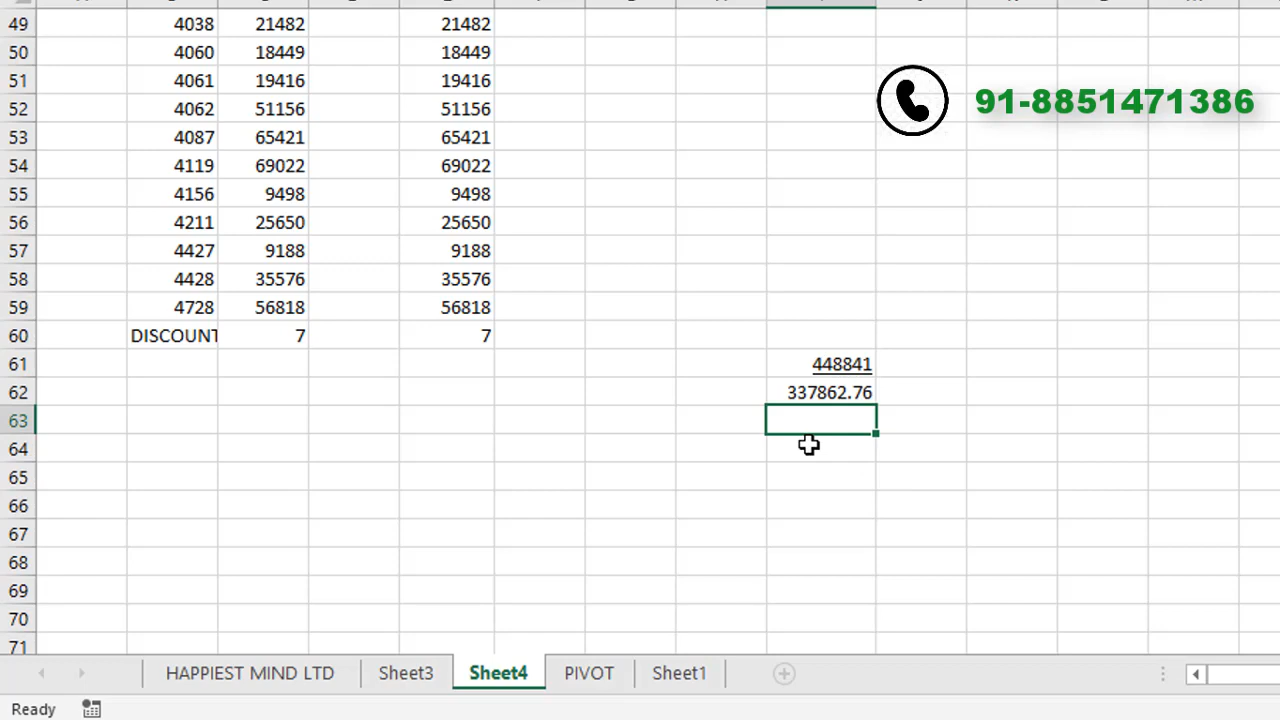 49 4038 21482 21482
50 4060 18449 18449
91-8851471386
51 4061 19416 19416
52 4062 51156 51156
53 4087 65421 65421
54 4119 69022 69022
55 4156 9498 9498
56 4211 25650 25650
57 4427 9188 9188
58 4428 35576 35576
59 4728 56818 56818
60 DISCOUNT 7 7
61 448841
62 337862.76
63
64
65
66
67
68
69
70
71
HAPPIEST MIND LTD Sheet3 Sheet4 PIVOT Sheet1
Ready